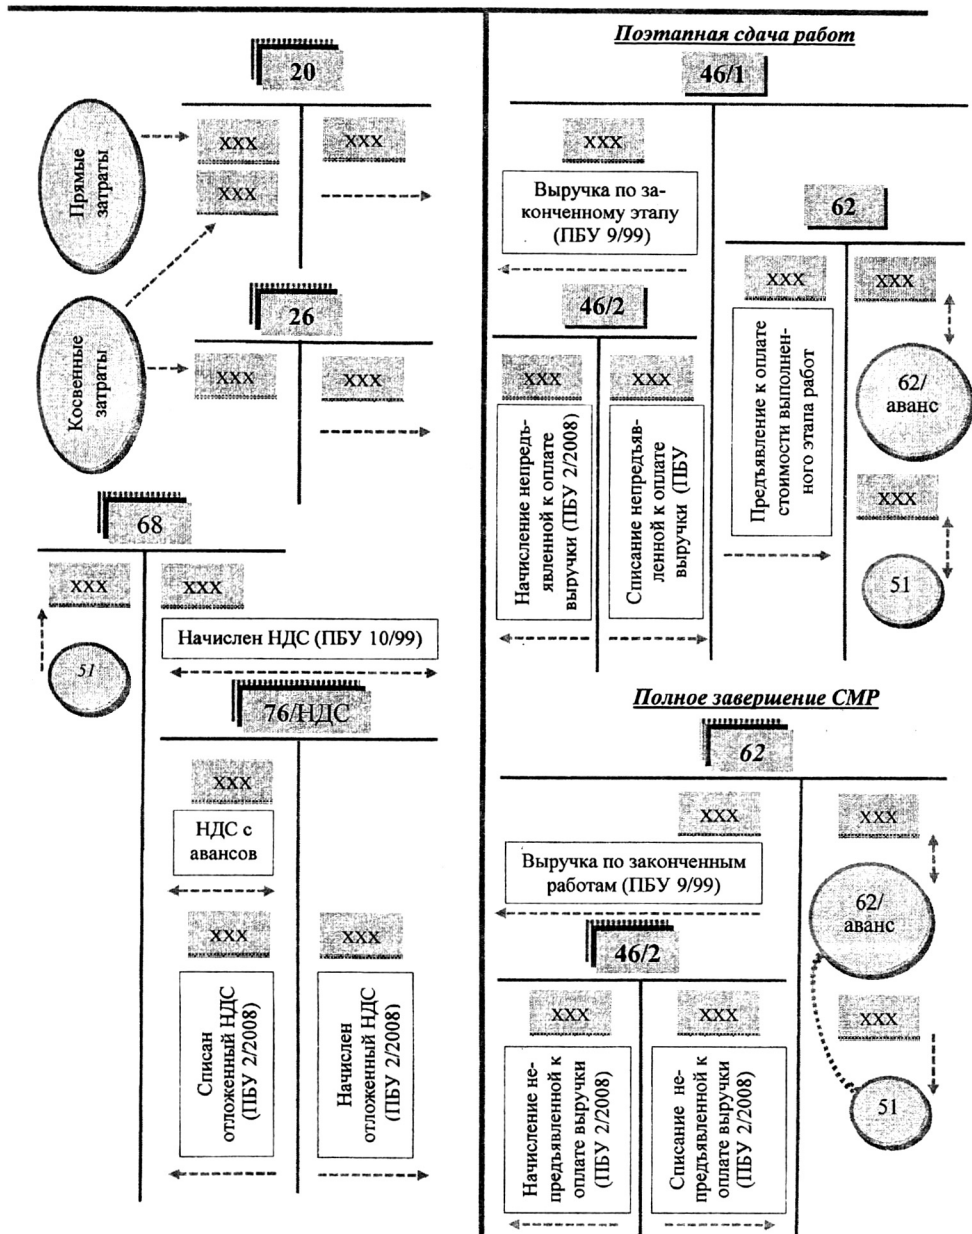 20
Прямые
затраты
ХХХ
ХХХ
ХХХ
26
Косвенные
затраты
ХХХ
ХХХ
68
ХХХ
ХХХ
51
Начислен НДС (ПБУ 10/99)
76/НДС
ХХХ
НДС с
авансов
ХХХ
ХХХ
Списан
отложенный НДС
(ПБУ 2/2008)
Начислен
отложенный НДС
(ПБУ 2/2008)
Поэтапная сдача работ
46/1
ХХХ
Выручка по за-
конченному этапу
(ПБУ 9/99)
46/2
ХХХ
ХХХ
Начисление непредъ-
явленной к оплате
выручки (ПБУ 2/2008)
Списание непредъяв-
ленной к оплате
выручки (ПБУ
62
ХХХ
ХХХ
Предъявление к оплате
стоимости выполнен-
ного этапа работ
62/
аванс
ХХХ
51
Полное завершение СМР
62
ХХХ
ХХХ
Выручка по законченным
работам (ПБУ 9/99)
62/
аванс
46/2
ХХХ
ХХХ
ХХХ
Начисление не-
предъявленной к
оплате выручки
(ПБУ 2/2008)
Списание не-
предъявленной к
оплате выручки
(ПБУ 2/2008)
51